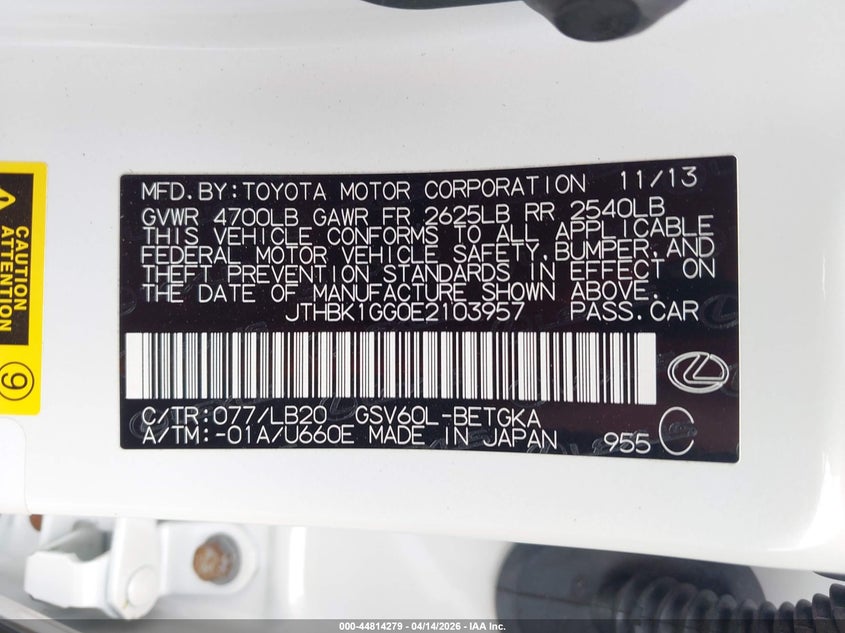 MFD.BY:TOYOTA MOTOR CORPORATION 11/13
GVWR 4700LB GAWR FR 2625LB RR 2540LB
THIS VEHICLE CONFORMS TO ALL APPLICABLE
FEDERAL MOTOR VEHICLE SAFETY,BUMPER,AND
THEFT PREVENTION STANDARDS IN EFFECT ON
THE DATE OF MANUFACTURE SHOWN ABOVE.
JTHBK1GG0E2103957 PASS.CAR
C/TR:077/LB20 GSV60L-BETGKA
A/TM:-01A/U660E MADE IN JAPAN 955 C
CAUTION
ATTENTION
9
000-44814279 - 04/14/2026 - IAA Inc.